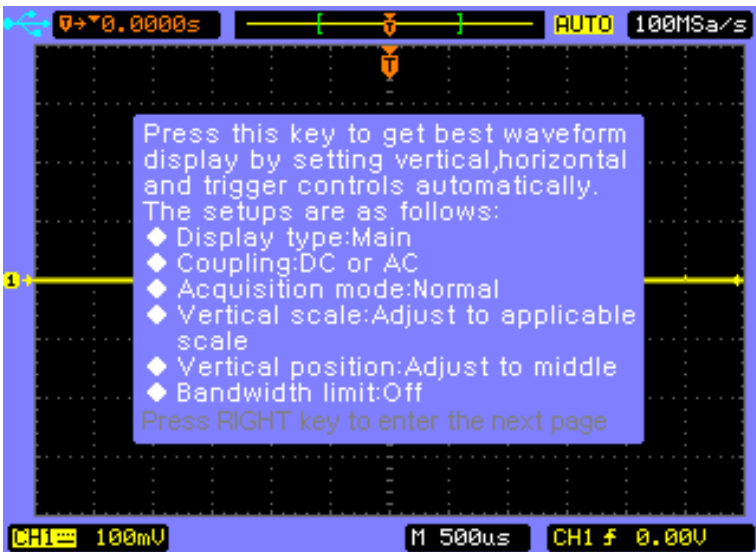 0.0000s AUTO 100MSa/s
T
Press this key to get best waveform
display by setting vertical,horizontal
and trigger controls automatically.
The setups are as follows:
◆ Display type:Main
◆ Coupling:DC or AC
1
◆ Acquisition mode:Normal
◆ Vertical scale:Adjust to applicable
scale
◆ Vertical position:Adjust to middle
◆ Bandwidth limit:Off
Press RIGHT key to enter the next page
CH1 100mV M 500us CH1 0.00V